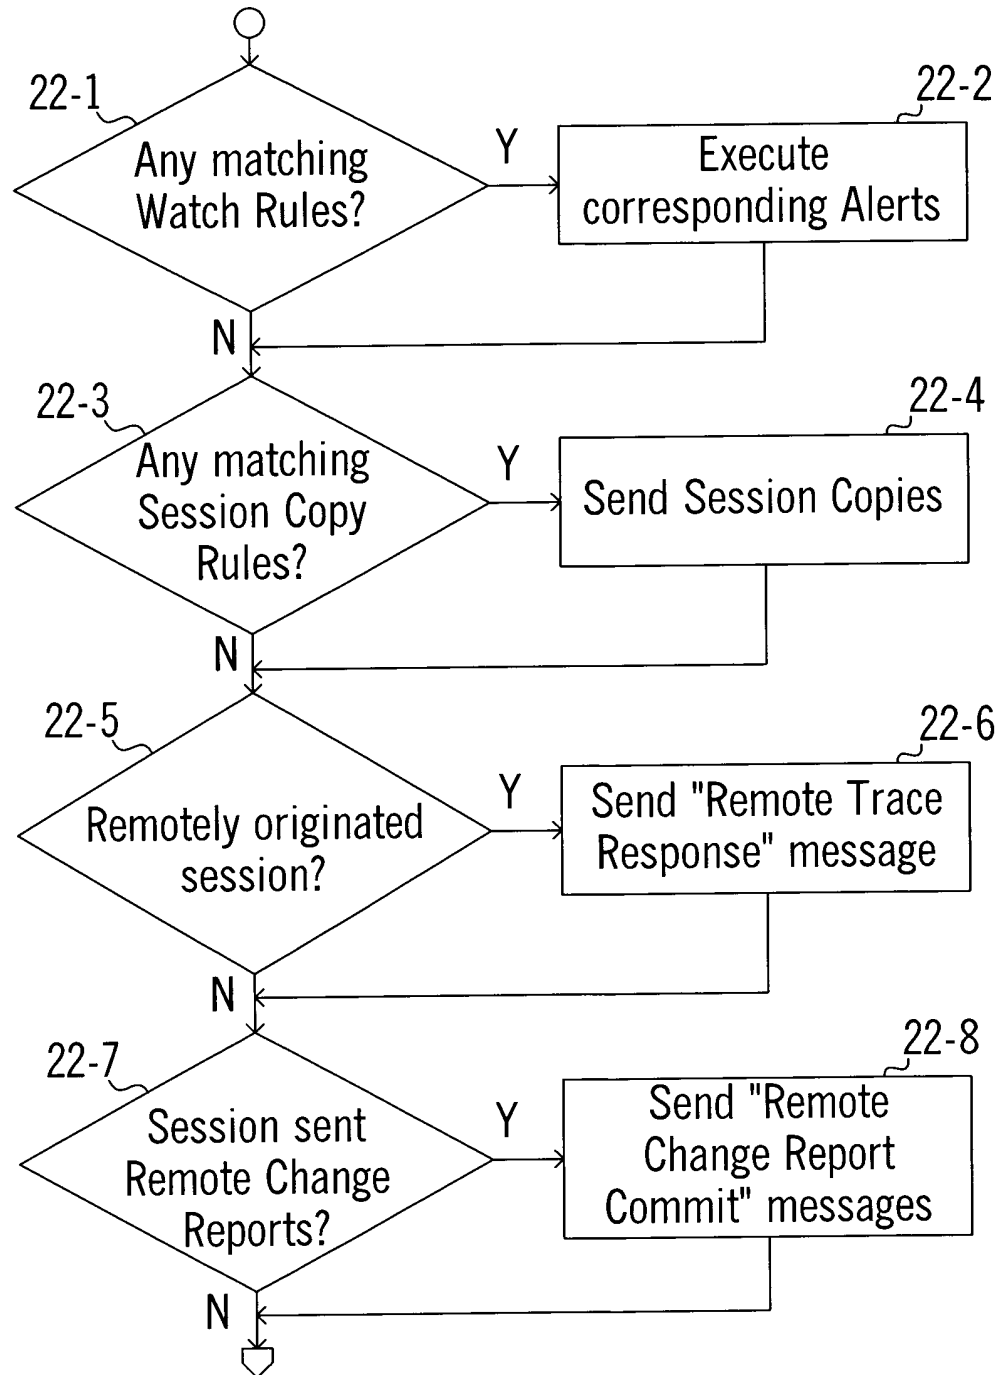 22-1
Any matching
Watch Rules?
Y
22-2
Execute
corresponding Alerts
N
22-3
Any matching
Session Copy
Rules?
Y
22-4
Send Session Copies
N
22-5
Remotely originated
session?
Y
22-6
Send "Remote Trace
Response" message
N
22-7
Session sent
Remote Change
Reports?
Y
22-8
Send "Remote
Change Report
Commit" messages
N